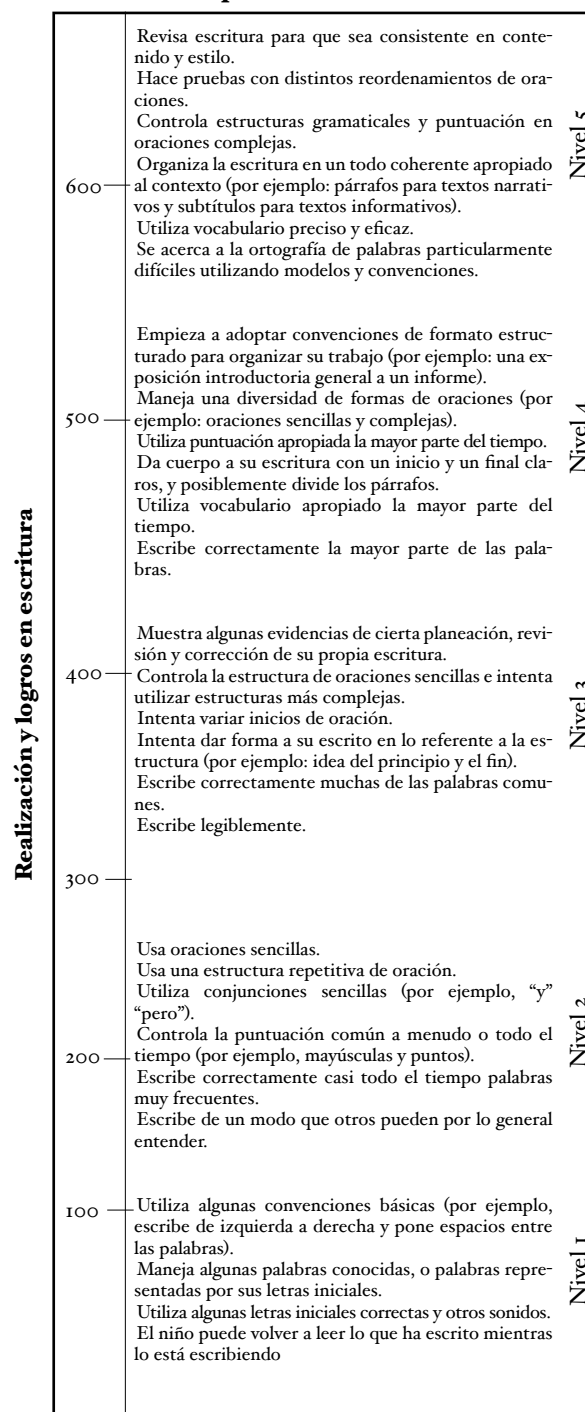 Revisa escritura para que sea consistente en conte-
nido y estilo.
Hace pruebas con distintos reordenamientos de ora-
ciones.
Controla estructuras gramaticales y puntuación en
oraciones complejas.
Organiza la escritura en un todo coherente apropiado
600
al contexto (por ejemplo: párrafos para textos narrati-
vos y subtítulos para textos informativos).
Utiliza vocabulario preciso y eficaz.
Se acerca a la ortografía de palabras particularmente
difíciles utilizando modelos y convenciones.
Nivel 5
Empieza a adoptar convenciones de formato estruc-
turado para organizar su trabajo (por ejemplo: una ex-
posición introductoria general a un informe).
Maneja una diversidad de formas de oraciones (por
500
ejemplo: oraciones sencillas y complejas).
Utiliza puntuación apropiada la mayor parte del tiempo.
Da cuerpo a su escritura con un inicio y un final cla-
ros, y posiblemente divide los párrafos.
Utiliza vocabulario apropiado la mayor parte del
tiempo.
Escribe correctamente la mayor parte de las pala-
bras.
Nivel 4
Realización y logros en escritura
Muestra algunas evidencias de cierta planeación, revi-
sión y corrección de su propia escritura.
400
Controla la estructura de oraciones sencillas e intenta
utilizar estructuras más complejas.
Intenta variar inicios de oración.
Intenta dar forma a su escrito en lo referente a la es-
tructura (por ejemplo: idea del principio y el fin).
Escribe correctamente muchas de las palabras comu-
nes.
Escribe legiblemente.
Nivel 3
300
Usa oraciones sencillas.
Usa una estructura repetitiva de oración.
Utiliza conjunciones sencillas (por ejemplo, “y”
“pero”).
Controla la puntuación común a menudo o todo el
200
tiempo (por ejemplo, mayúsculas y puntos).
Escribe correctamente casi todo el tiempo palabras
muy frecuentes.
Escribe de un modo que otros pueden por lo general
entender.
Nivel 2
100
Utiliza algunas convenciones básicas (por ejemplo,
escribe de izquierda a derecha y pone espacios entre
las palabras).
Maneja algunas palabras conocidas, o palabras repre-
sentadas por sus letras iniciales.
Utiliza algunas letras iniciales correctas y otros sonidos.
El niño puede volver a leer lo que ha escrito mientras
lo está escribiendo
Nivel 1